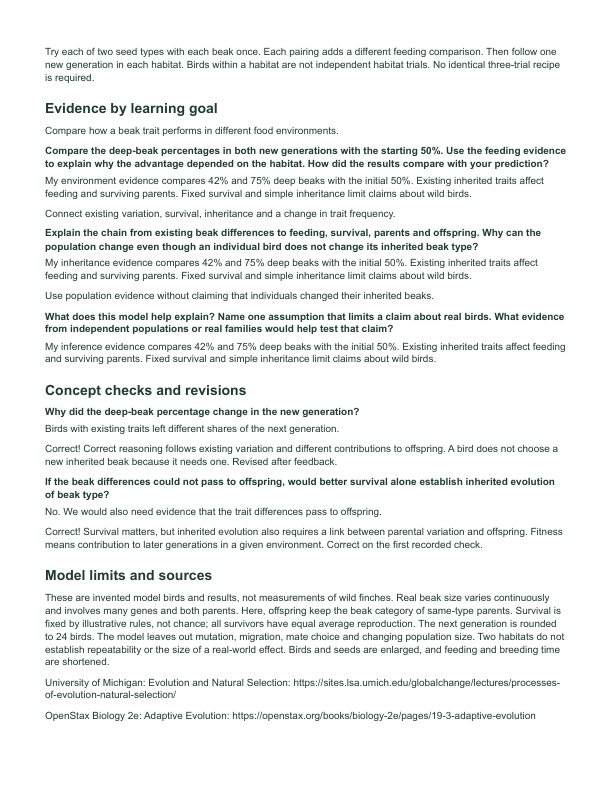 Try each of two seed types with each beak once. Each pairing adds a different feeding comparison. Then follow one
new generation in each habitat. Birds within a habitat are not independent habitat trials. No identical three-trial recipe
is required.
Evidence by learning goal
Compare how a beak trait performs in different food environments.
Compare the deep-beak percentages in both new generations with the starting 50%. Use the feeding evidence
to explain why the advantage depended on the habitat. How did the results compare with your prediction?
My environment evidence compares 42% and 75% deep beaks with the initial 50%. Existing inherited traits affect
feeding and surviving parents. Fixed survival and simple inheritance limit claims about wild birds.
Connect existing variation, survival, inheritance and a change in trait frequency.
Explain the chain from existing beak differences to feeding, survival, parents and offspring. Why can the
population change even though an individual bird does not change its inherited beak type?
My inheritance evidence compares 42% and 75% deep beaks with the initial 50%. Existing inherited traits affect
feeding and surviving parents. Fixed survival and simple inheritance limit claims about wild birds.
Use population evidence without claiming that individuals changed their inherited beaks.
What does this model help explain? Name one assumption that limits a claim about real birds. What evidence
from independent populations or real families would help test that claim?
My inference evidence compares 42% and 75% deep beaks with the initial 50%. Existing inherited traits affect feeding
and surviving parents. Fixed survival and simple inheritance limit claims about wild birds.
Concept checks and revisions
Why did the deep-beak percentage change in the new generation?
Birds with existing traits left different shares of the next generation.
Correct! Correct reasoning follows existing variation and different contributions to offspring. A bird does not choose a
new inherited beak because it needs one. Revised after feedback.
If the beak differences could not pass to offspring, would better survival alone establish inherited evolution
of beak type?
No. We would also need evidence that the trait differences pass to offspring.
Correct! Survival matters, but inherited evolution also requires a link between parental variation and offspring. Fitness
means contribution to later generations in a given environment. Correct on the first recorded check.
Model limits and sources
These are invented model birds and results, not measurements of wild finches. Real beak size varies continuously
and involves many genes and both parents. Here, offspring keep the beak category of same-type parents. Survival is
fixed by illustrative rules, not chance; all survivors have equal average reproduction. The next generation is rounded
to 24 birds. The model leaves out mutation, migration, mate choice and changing population size. Two habitats do not
establish repeatability or the size of a real-world effect. Birds and seeds are enlarged, and feeding and breeding time
are shortened.
University of Michigan: Evolution and Natural Selection: https://sites.lsa.umich.edu/globalchange/lectures/processes-
of-evolution-natural-selection/
OpenStax Biology 2e: Adaptive Evolution: https://openstax.org/books/biology-2e/pages/19-3-adaptive-evolution